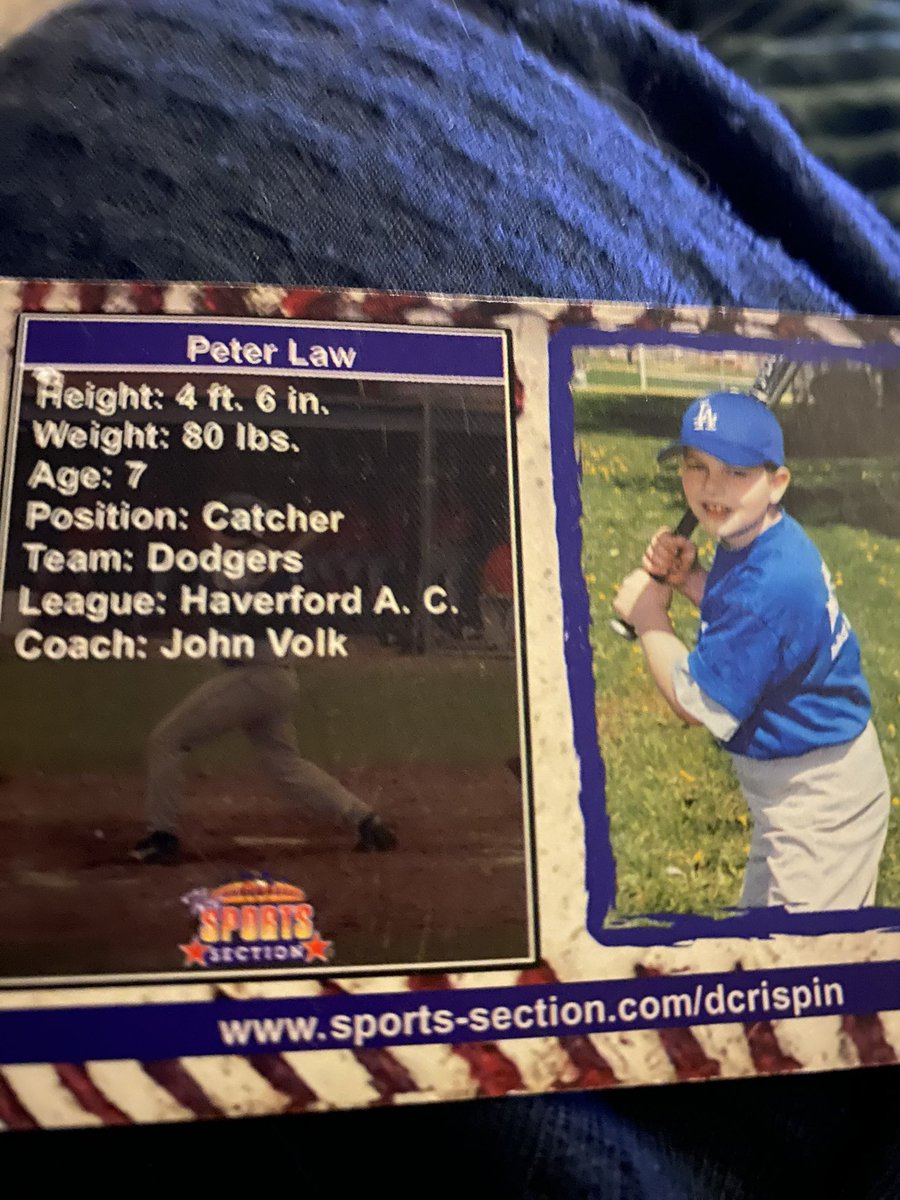 Peter Law
Height: 4 ft. 6 in.
Weight: 80 lbs.
Age: 7
Position: Catcher
Team: Dodgers
League: Haverford A. C.
Coach: John Volk
LA
SPORTS
SECTION
www.sports-section.com/dcrispin